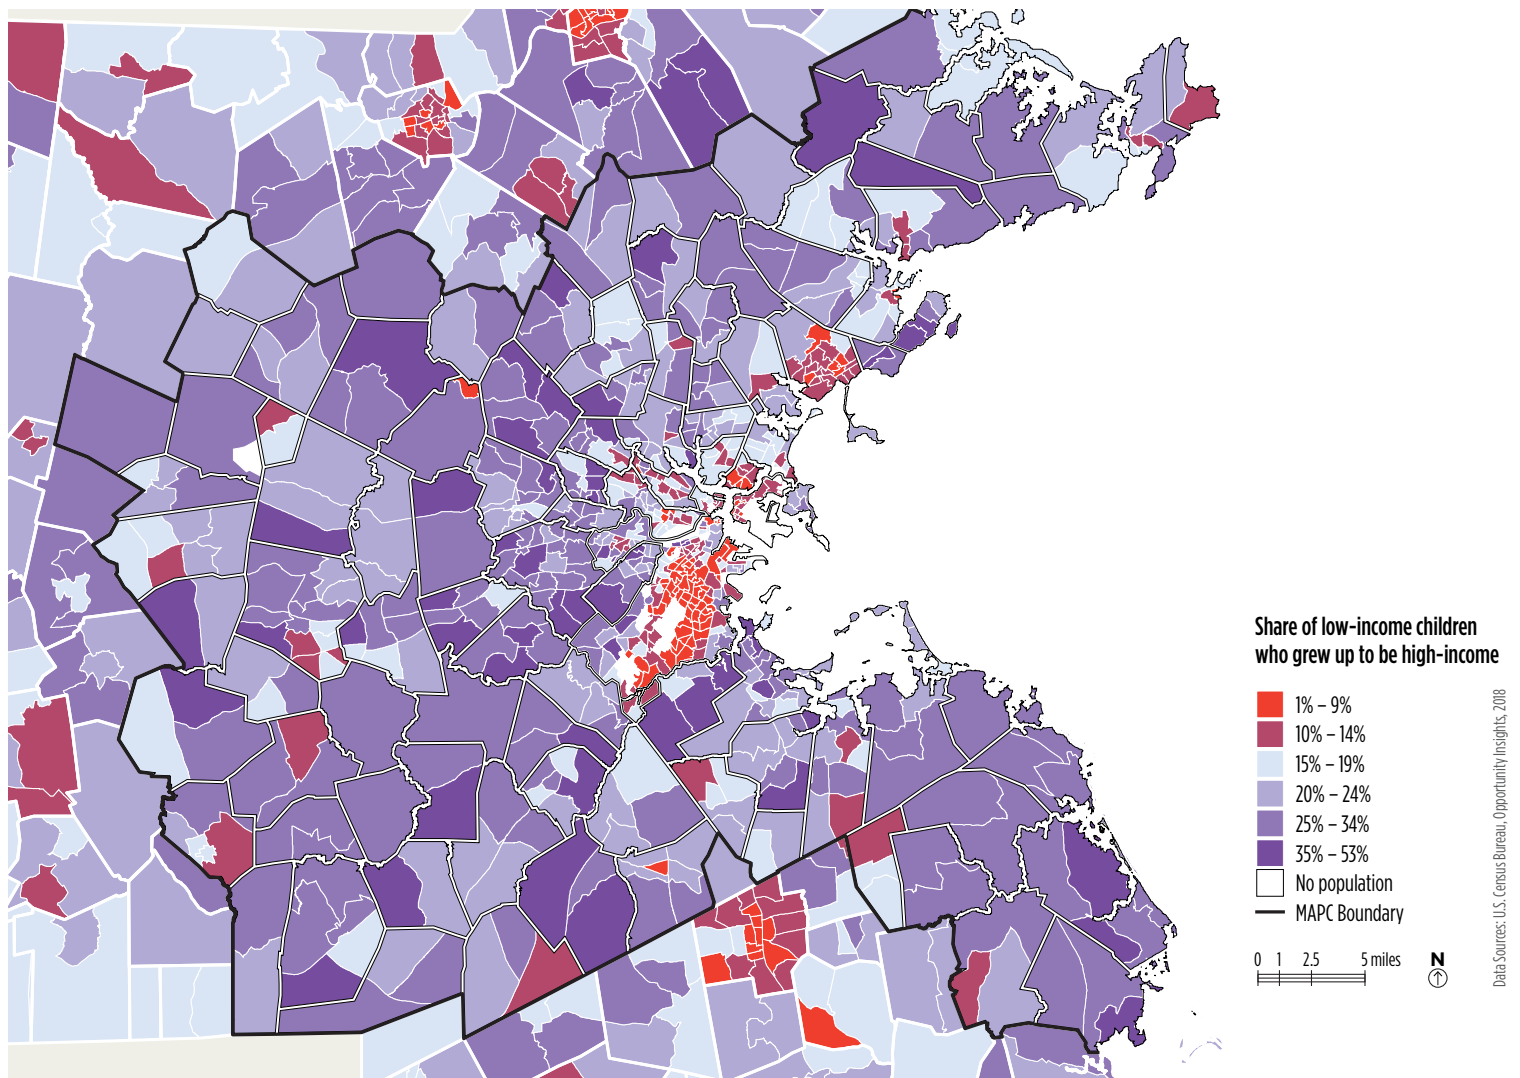 Share of low-income children
who grew up to be high-income
1% – 9%
10% – 14%
15% – 19%
20% – 24%
25% – 34%
35% – 53%
No population
MAPC Boundary
0 1 2.5 5 miles
N
Data Sources: U.S. Census Bureau, Opportunity Insights, 2018